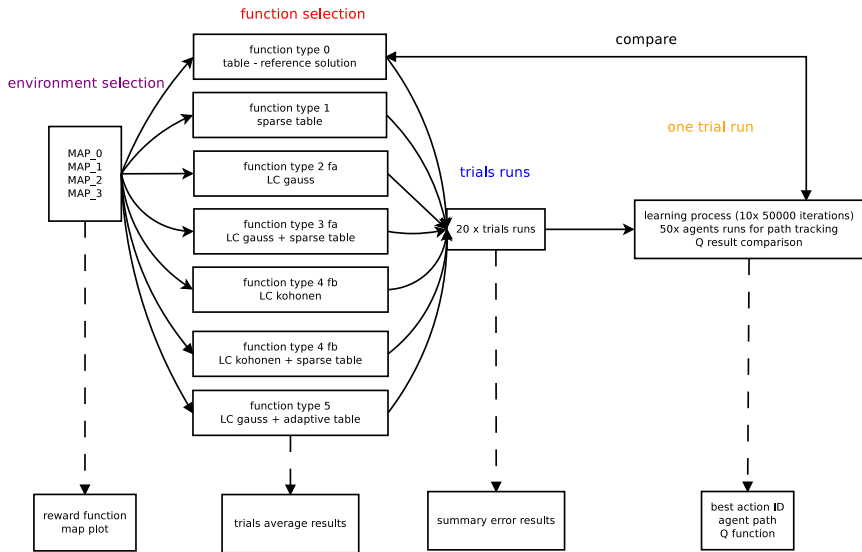 function selection
environment selection
MAP_0
MAP_1
MAP_2
MAP_3
function type 0
table - reference solution
function type 1
sparse table
function type 2 fa
LC gauss
function type 3 fa
LC gauss + sparse table
function type 4 fb
LC kohonen
function type 4 fb
LC kohonen + sparse table
function type 5
LC gauss + adaptive table
trials runs
20 x trials runs
compare
one trial run
learning process (10x 50000 iterations)
50x agents runs for path tracking
Q result comparison
reward function
map plot
trials average results
summary error results
best action ID
agent path
Q function